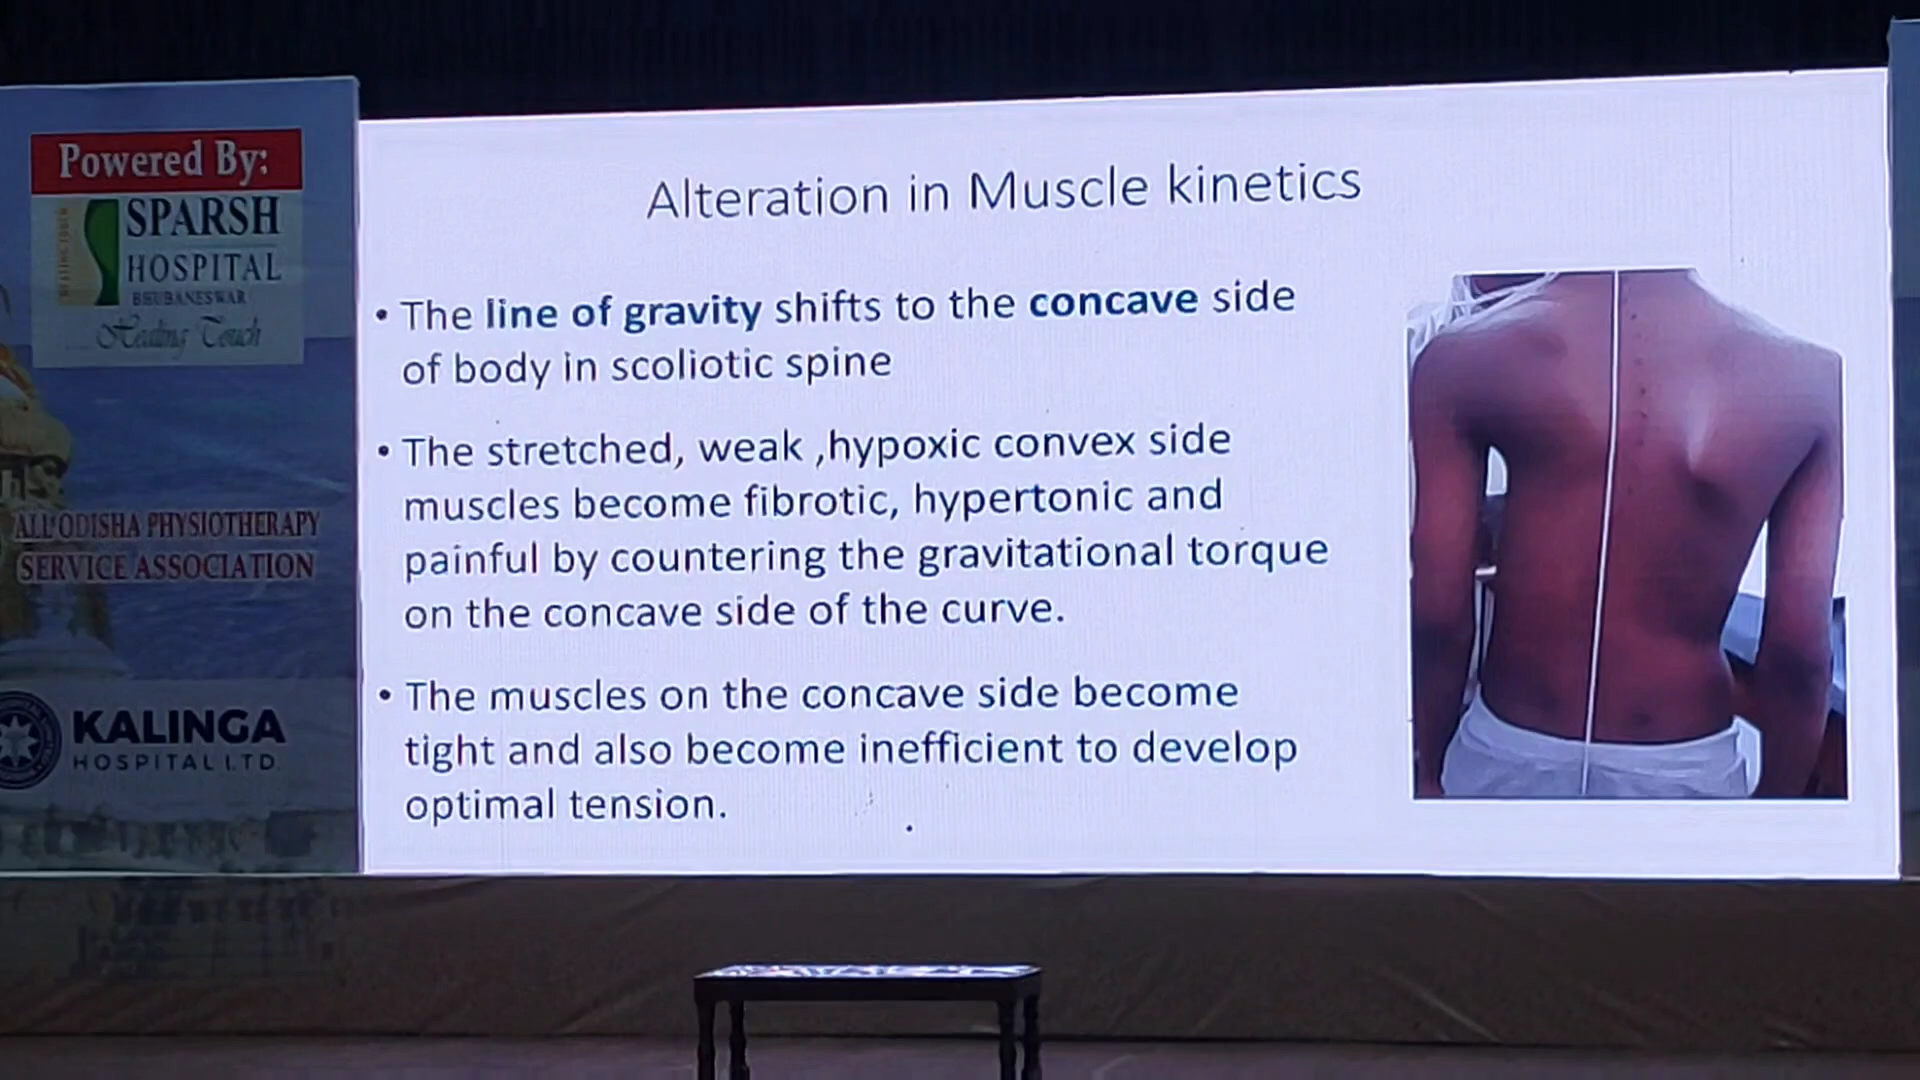 Powered By:
SPARSH
HOSPITAL
BHUBANESWAR
Healing Touch
ALL ODISHA PHYSIOTHERAPY
SERVICE ASSOCIATION
KALINGA
HOSPITAL LTD
Alteration in Muscle kinetics
• The line of gravity shifts to the concave side
of body in scoliotic spine
• The stretched, weak ,hypoxic convex side
muscles become fibrotic, hypertonic and
painful by countering the gravitational torque
on the concave side of the curve.
• The muscles on the concave side become
tight and also become inefficient to develop
optimal tension.